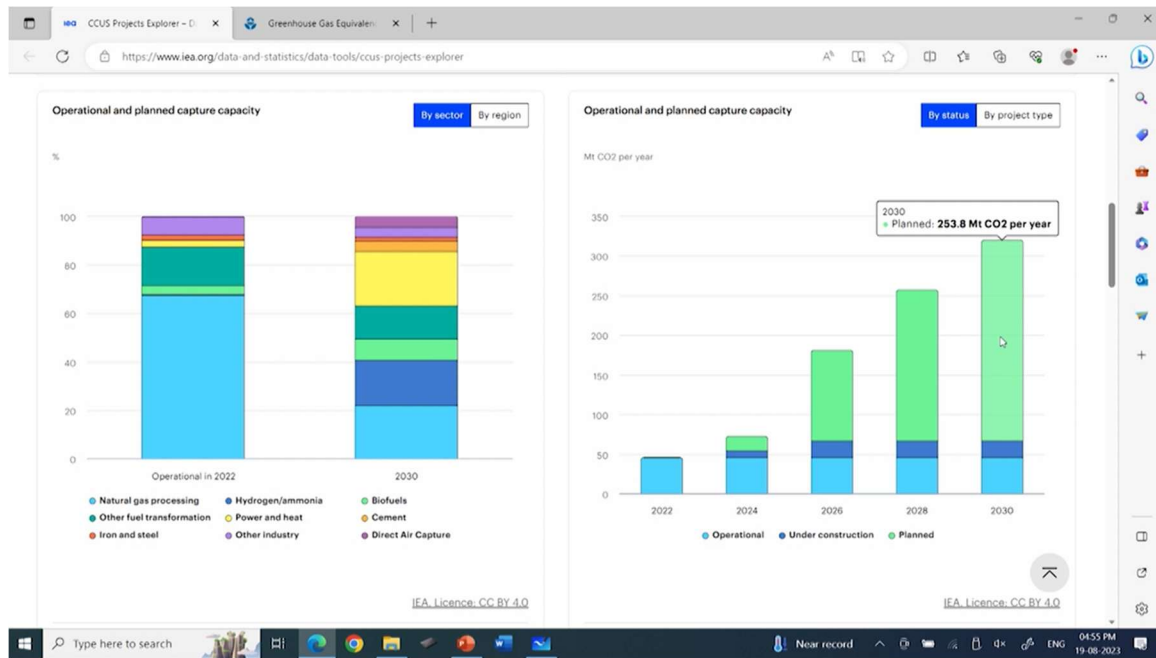 CCUS Projects Explorer – D
Greenhouse Gas Equivalen
https://www.iea.org/data-and-statistics/data-tools/ccus-projects-explorer
Operational and planned capture capacity
By sector
By region
%
100
80
60
40
20
0
Operational in 2022
2030
Natural gas processing
Hydrogen/ammonia
Biofuels
Other fuel transformation
Power and heat
Cement
Iron and steel
Other industry
Direct Air Capture
IEA. Licence: CC BY 4.0
Operational and planned capture capacity
By status
By project type
Mt CO2 per year
2030
Planned: 253.8 Mt CO2 per year
350
300
250
200
150
100
50
0
2022
2024
2026
2028
2030
Operational
Under construction
Planned
IEA. Licence: CC BY 4.0
Type here to search
Near record
ENG
04:55 PM
19-08-2023